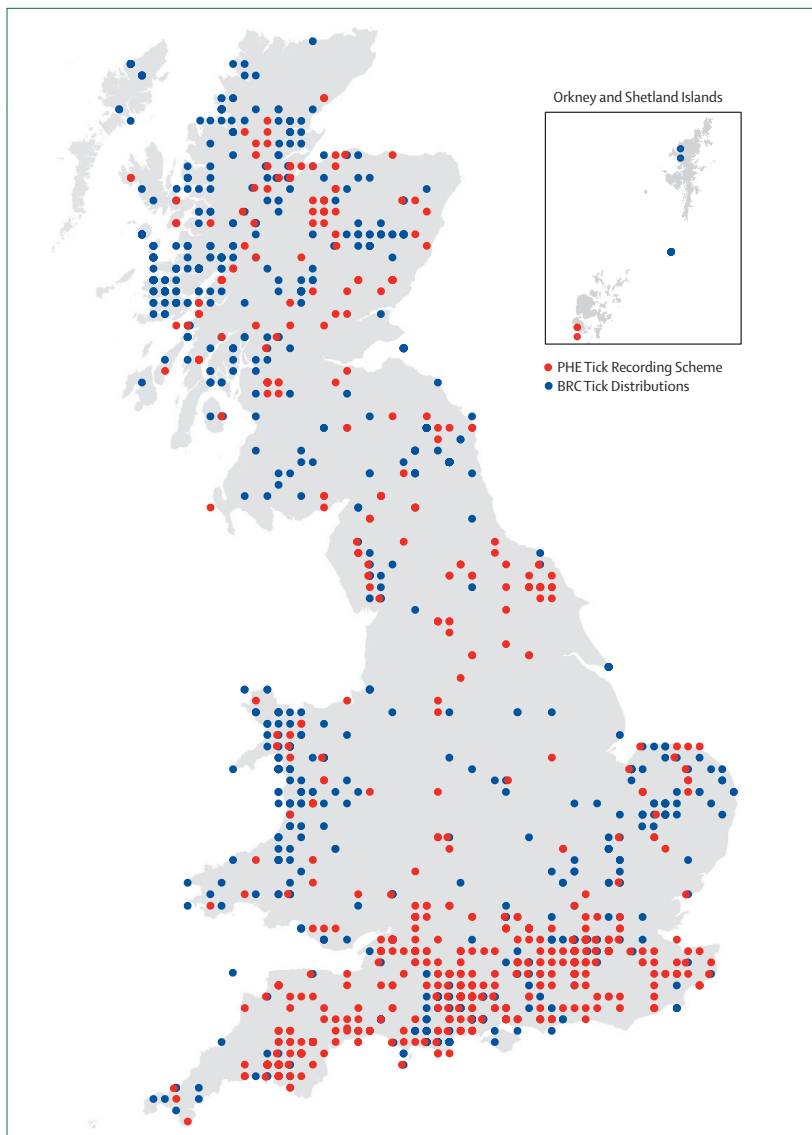 Orkney and Shetland Islands
PHE Tick Recording Scheme
BRC Tick Distributions